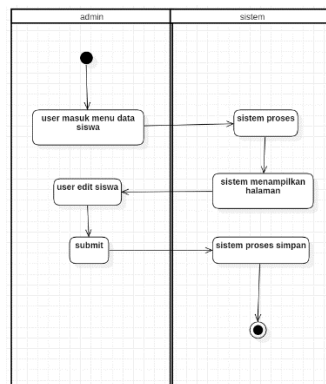 admin
sistem
user masuk menu data
siswa
sistem proses
sistem menampilkan
halaman
user edit siswa
submit
sistem proses simpan